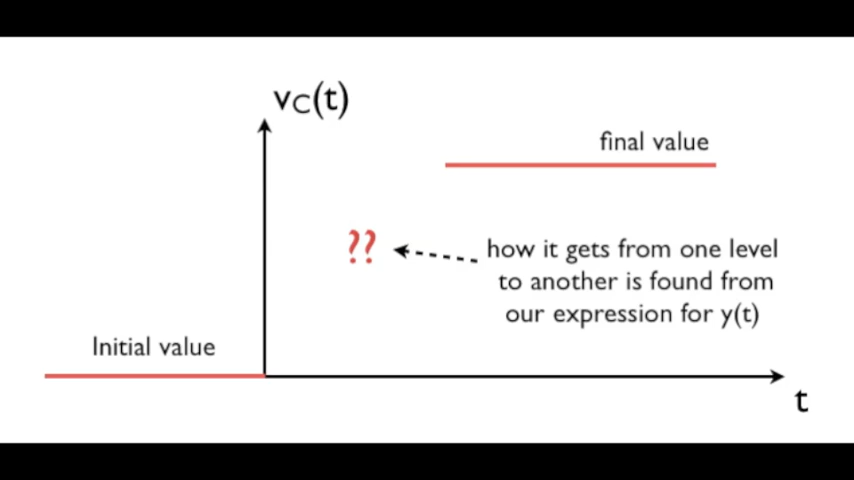 vC(t)
final value
??
how it gets from one level
to another is found from
our expression for y(t)
Initial value
t